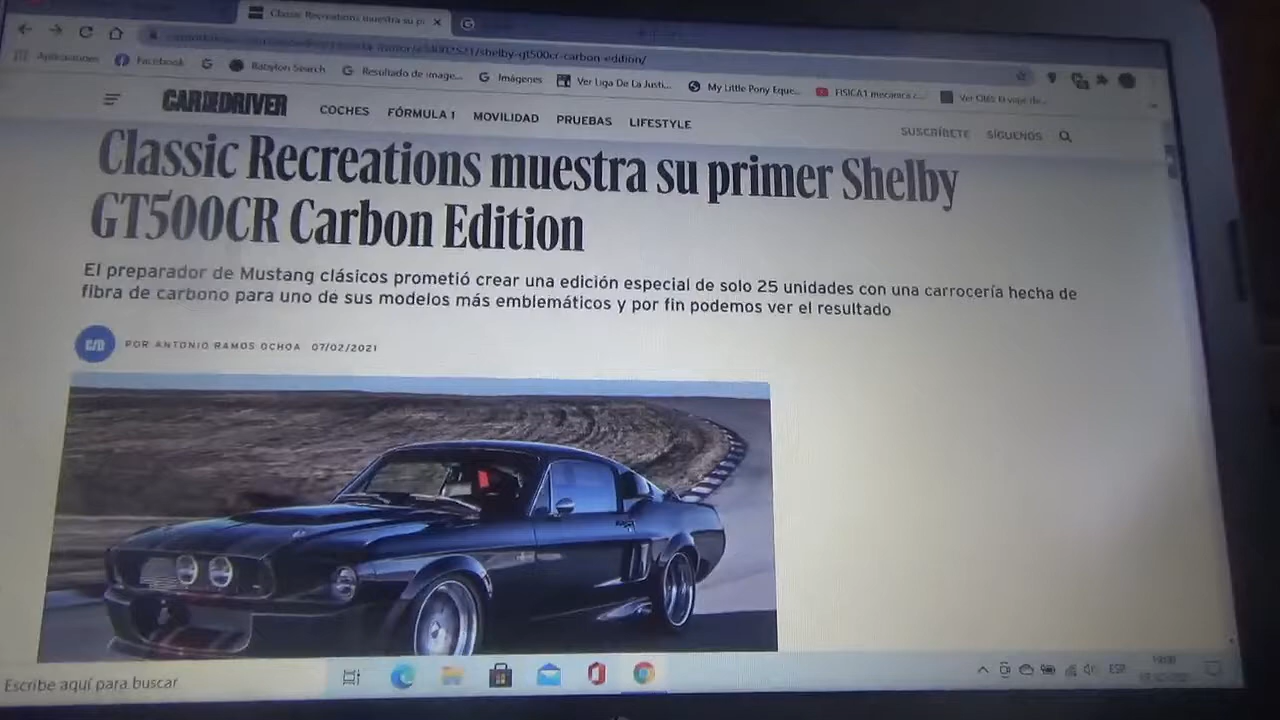 Classic Recreations muestra su pr
/shelby-gt500cr-carbon-edition/
Aplicaciones Facebook Babylon Search Resultado de image... Imágenes Ver Liga De La Justi... My Little Pony Eque... FISICA1 mecanica c...
CAR AND DRIVER COCHES FÓRMULA 1 MOVILIDAD PRUEBAS LIFESTYLE SUSCRÍBETE SÍGUENOS
Classic Recreations muestra su primer Shelby
GT500CR Carbon Edition
El preparador de Mustang clásicos prometió crear una edición especial de solo 25 unidades con una carrocería hecha de
fibra de carbono para uno de sus modelos más emblemáticos y por fin podemos ver el resultado
C/D POR ANTONIO RAMOS OCHOA 07/02/2021
Escribe aquí para buscar
ESP